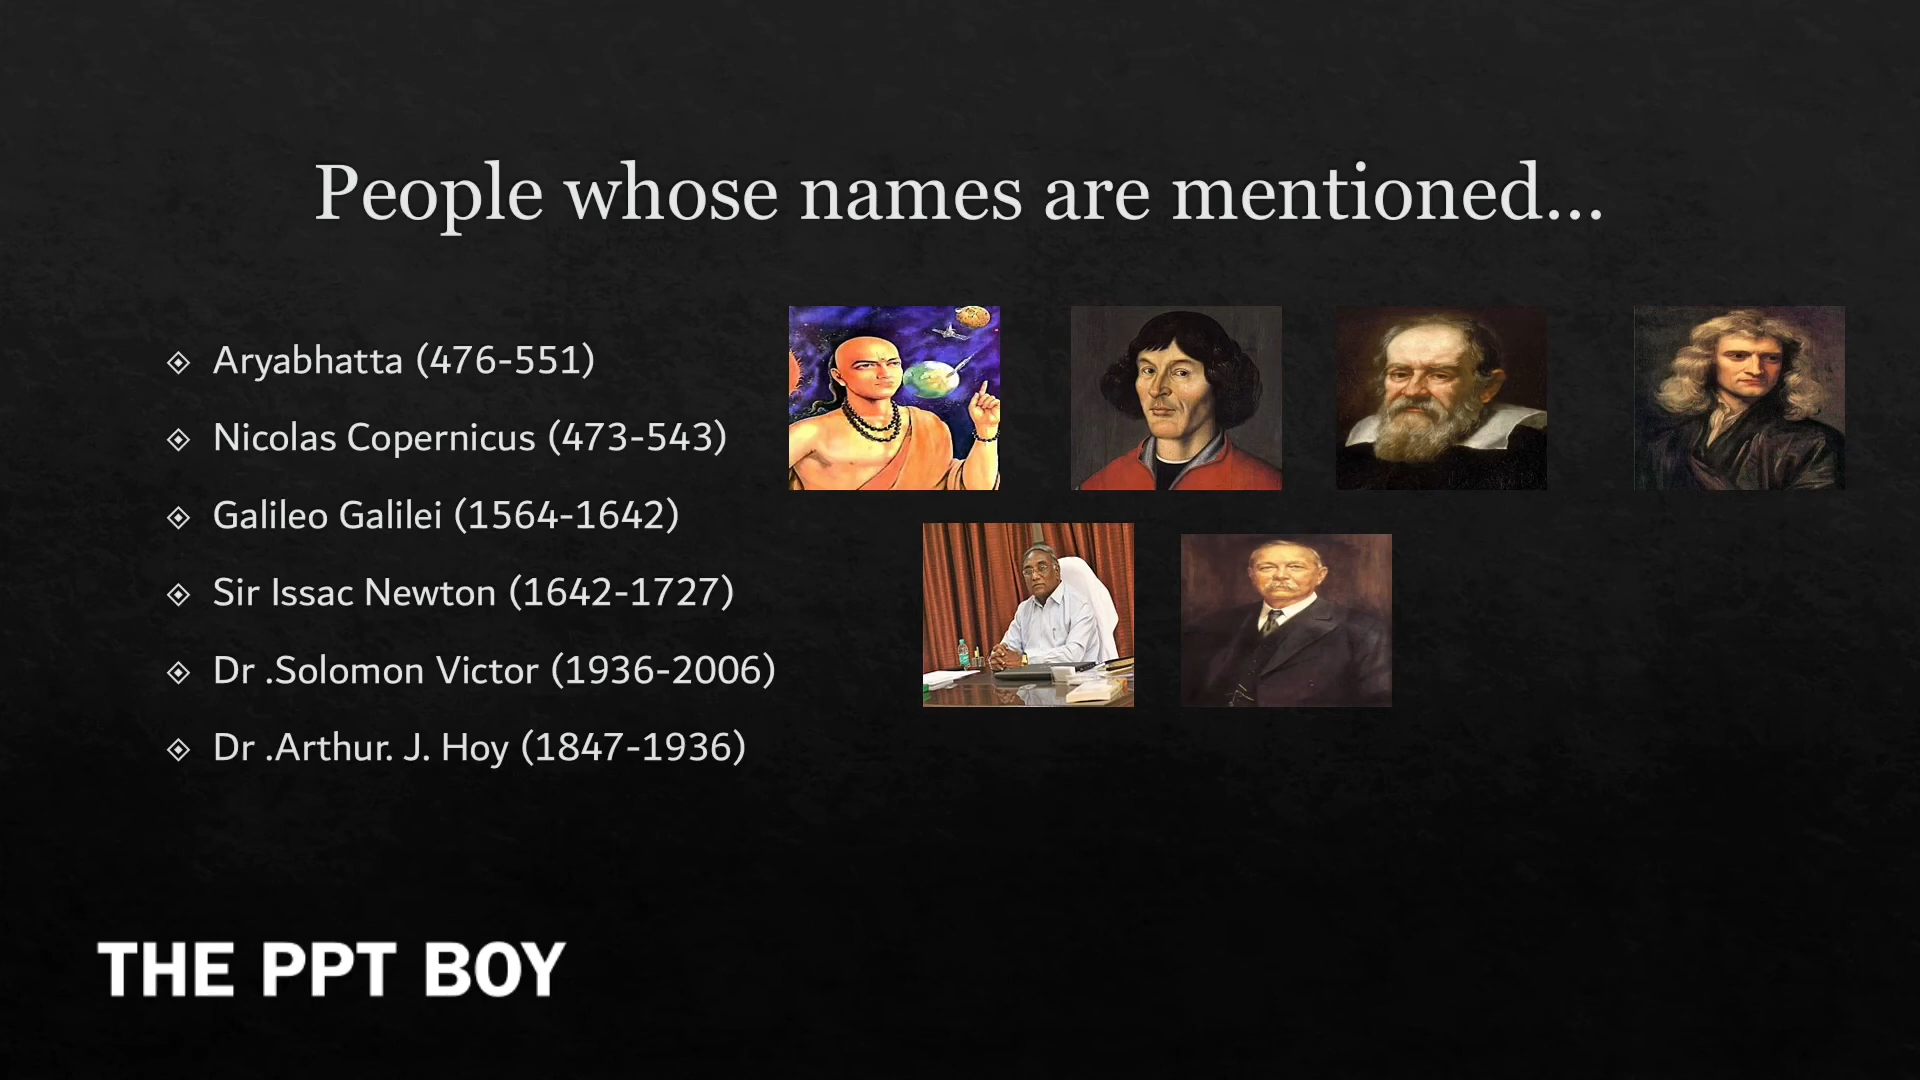 People whose names are mentioned...
Aryabhatta (476-551)
Nicolas Copernicus (473-543)
Galileo Galilei (1564-1642)
Sir Issac Newton (1642-1727)
Dr .Solomon Victor (1936-2006)
Dr .Arthur. J. Hoy (1847-1936)
THE PPT BOY